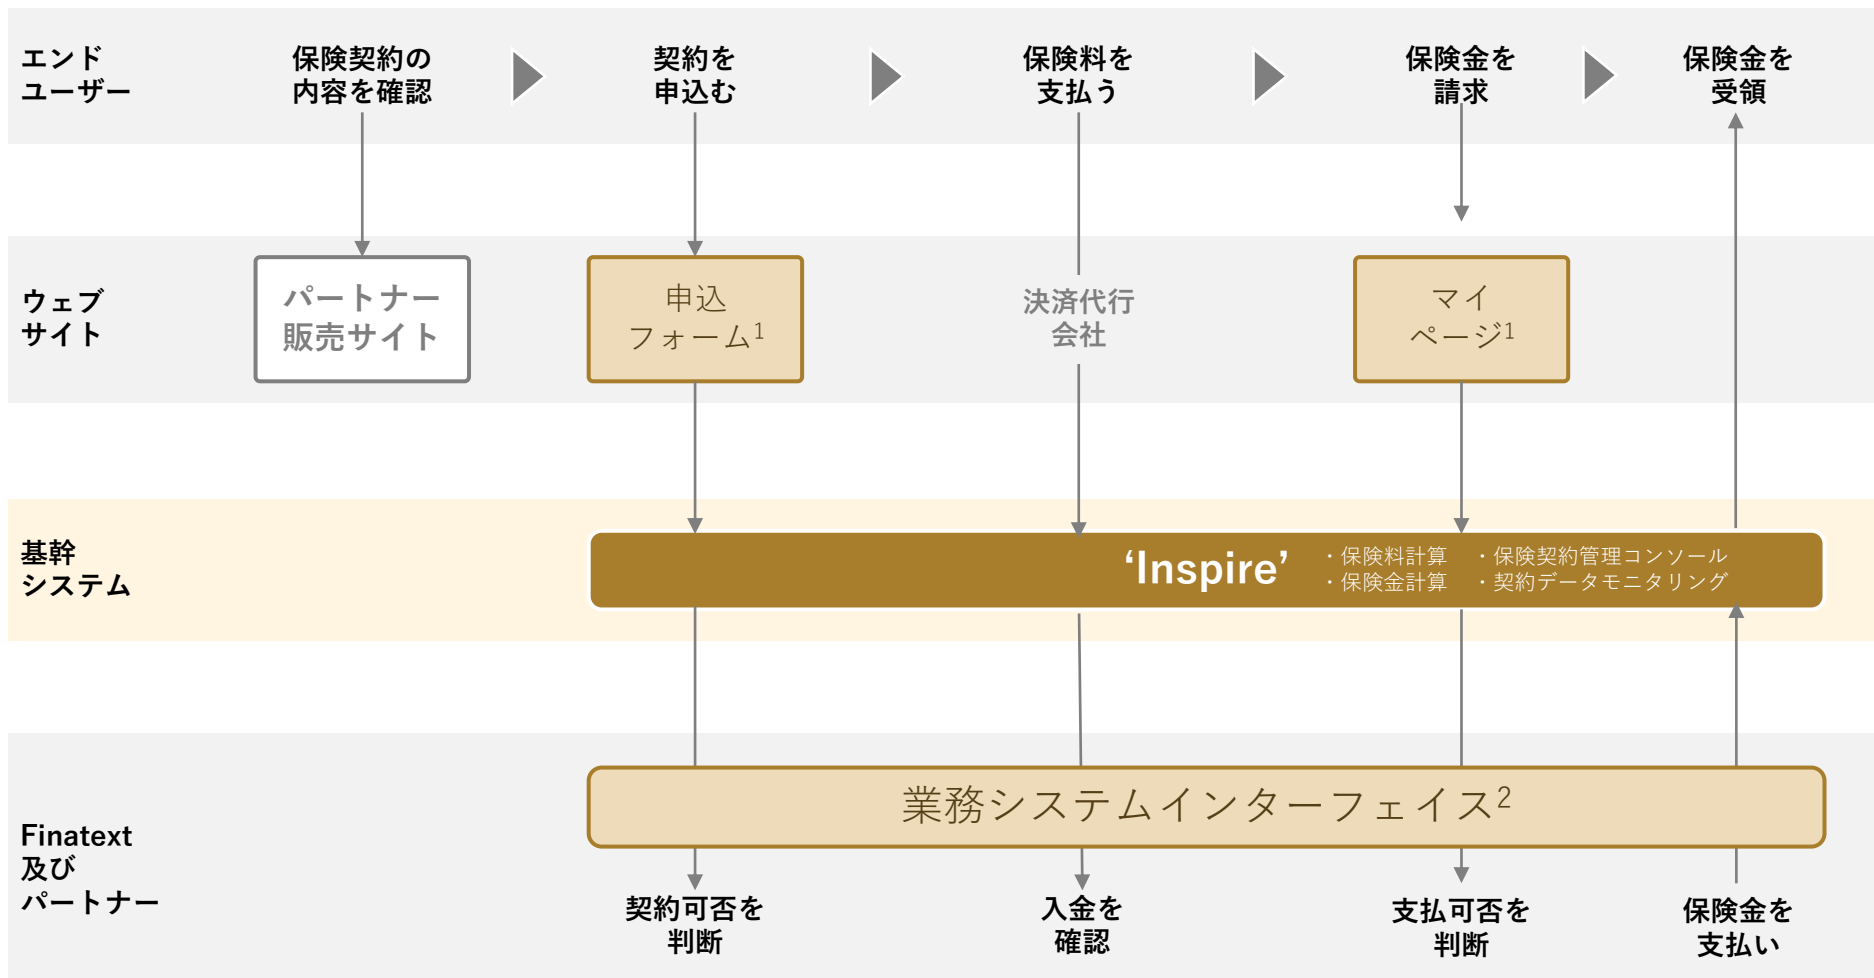 エンド
ユーザー
保険契約の
内容を確認
契約を
申込む
保険料を
支払う
保険金を
請求
保険金を
受領
ウェブ
サイト
パートナー
販売サイト
申込
フォーム1
決済代行
会社
マイ
ページ1
基幹
システム
‘Inspire’
・保険料計算 ・保険契約管理コンソール
・保険金計算 ・契約データモニタリング
Finatext
及び
パートナー
業務システムインターフェイス2
契約可否を
判断
入金を
確認
支払可否を
判断
保険金を
支払い